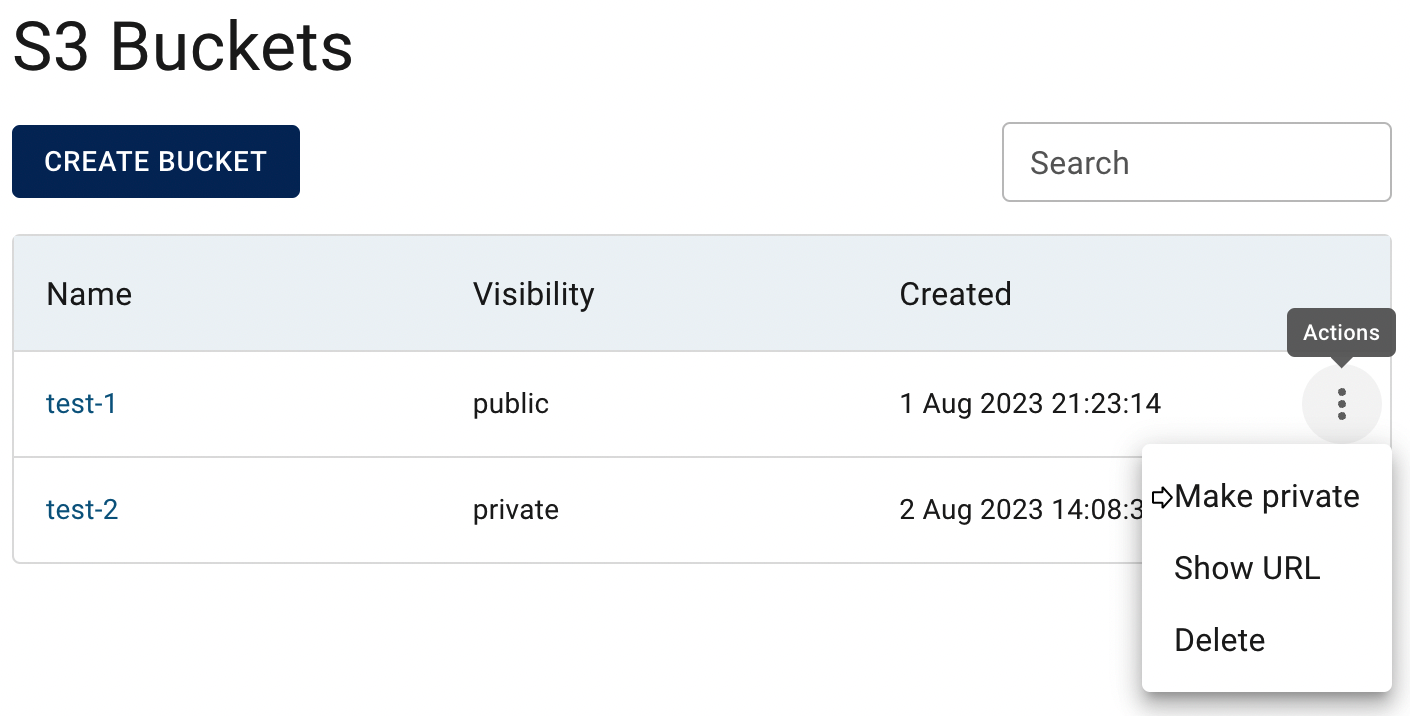 S3 Buckets
CREATE BUCKET
Search
Name Visibility Created
Actions
test-1 public 1 Aug 2023 21:23:14
test-2 private 2 Aug 2023 14:08:3
Make private
Show URL
Delete